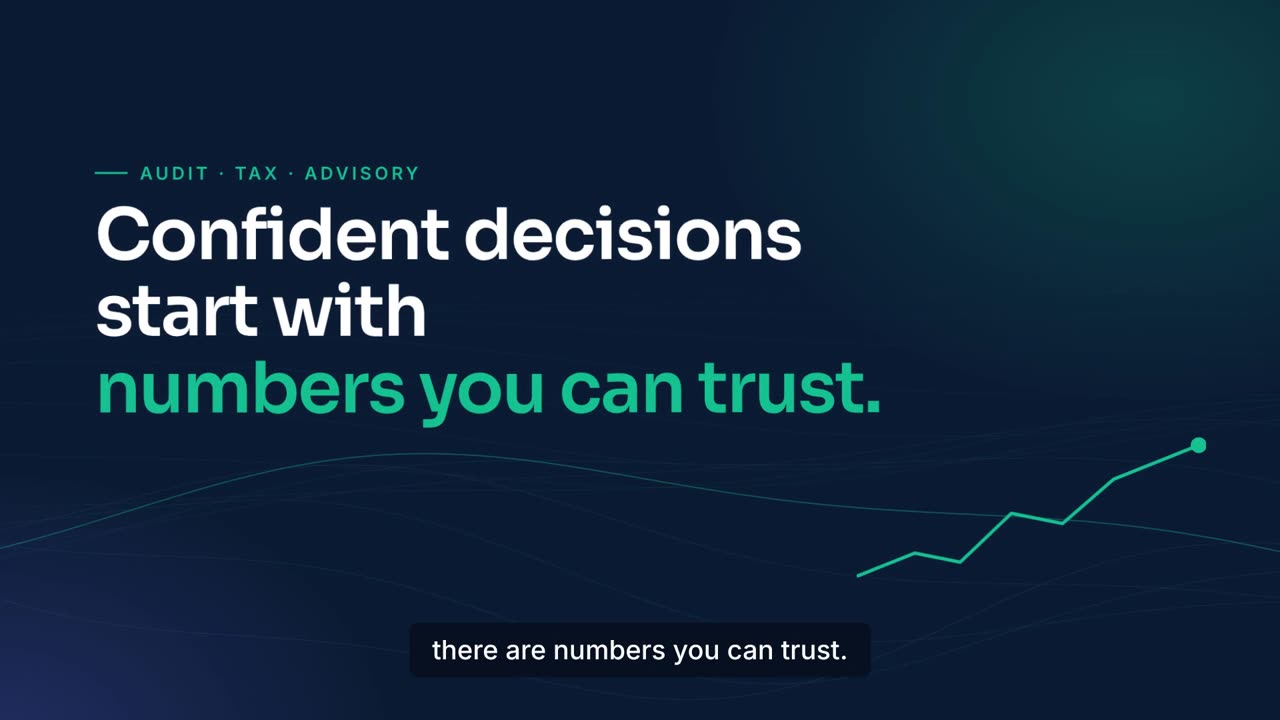 AUDIT · TAX · ADVISORY
Confident decisions
start with
numbers you can trust.
there are numbers you can trust.